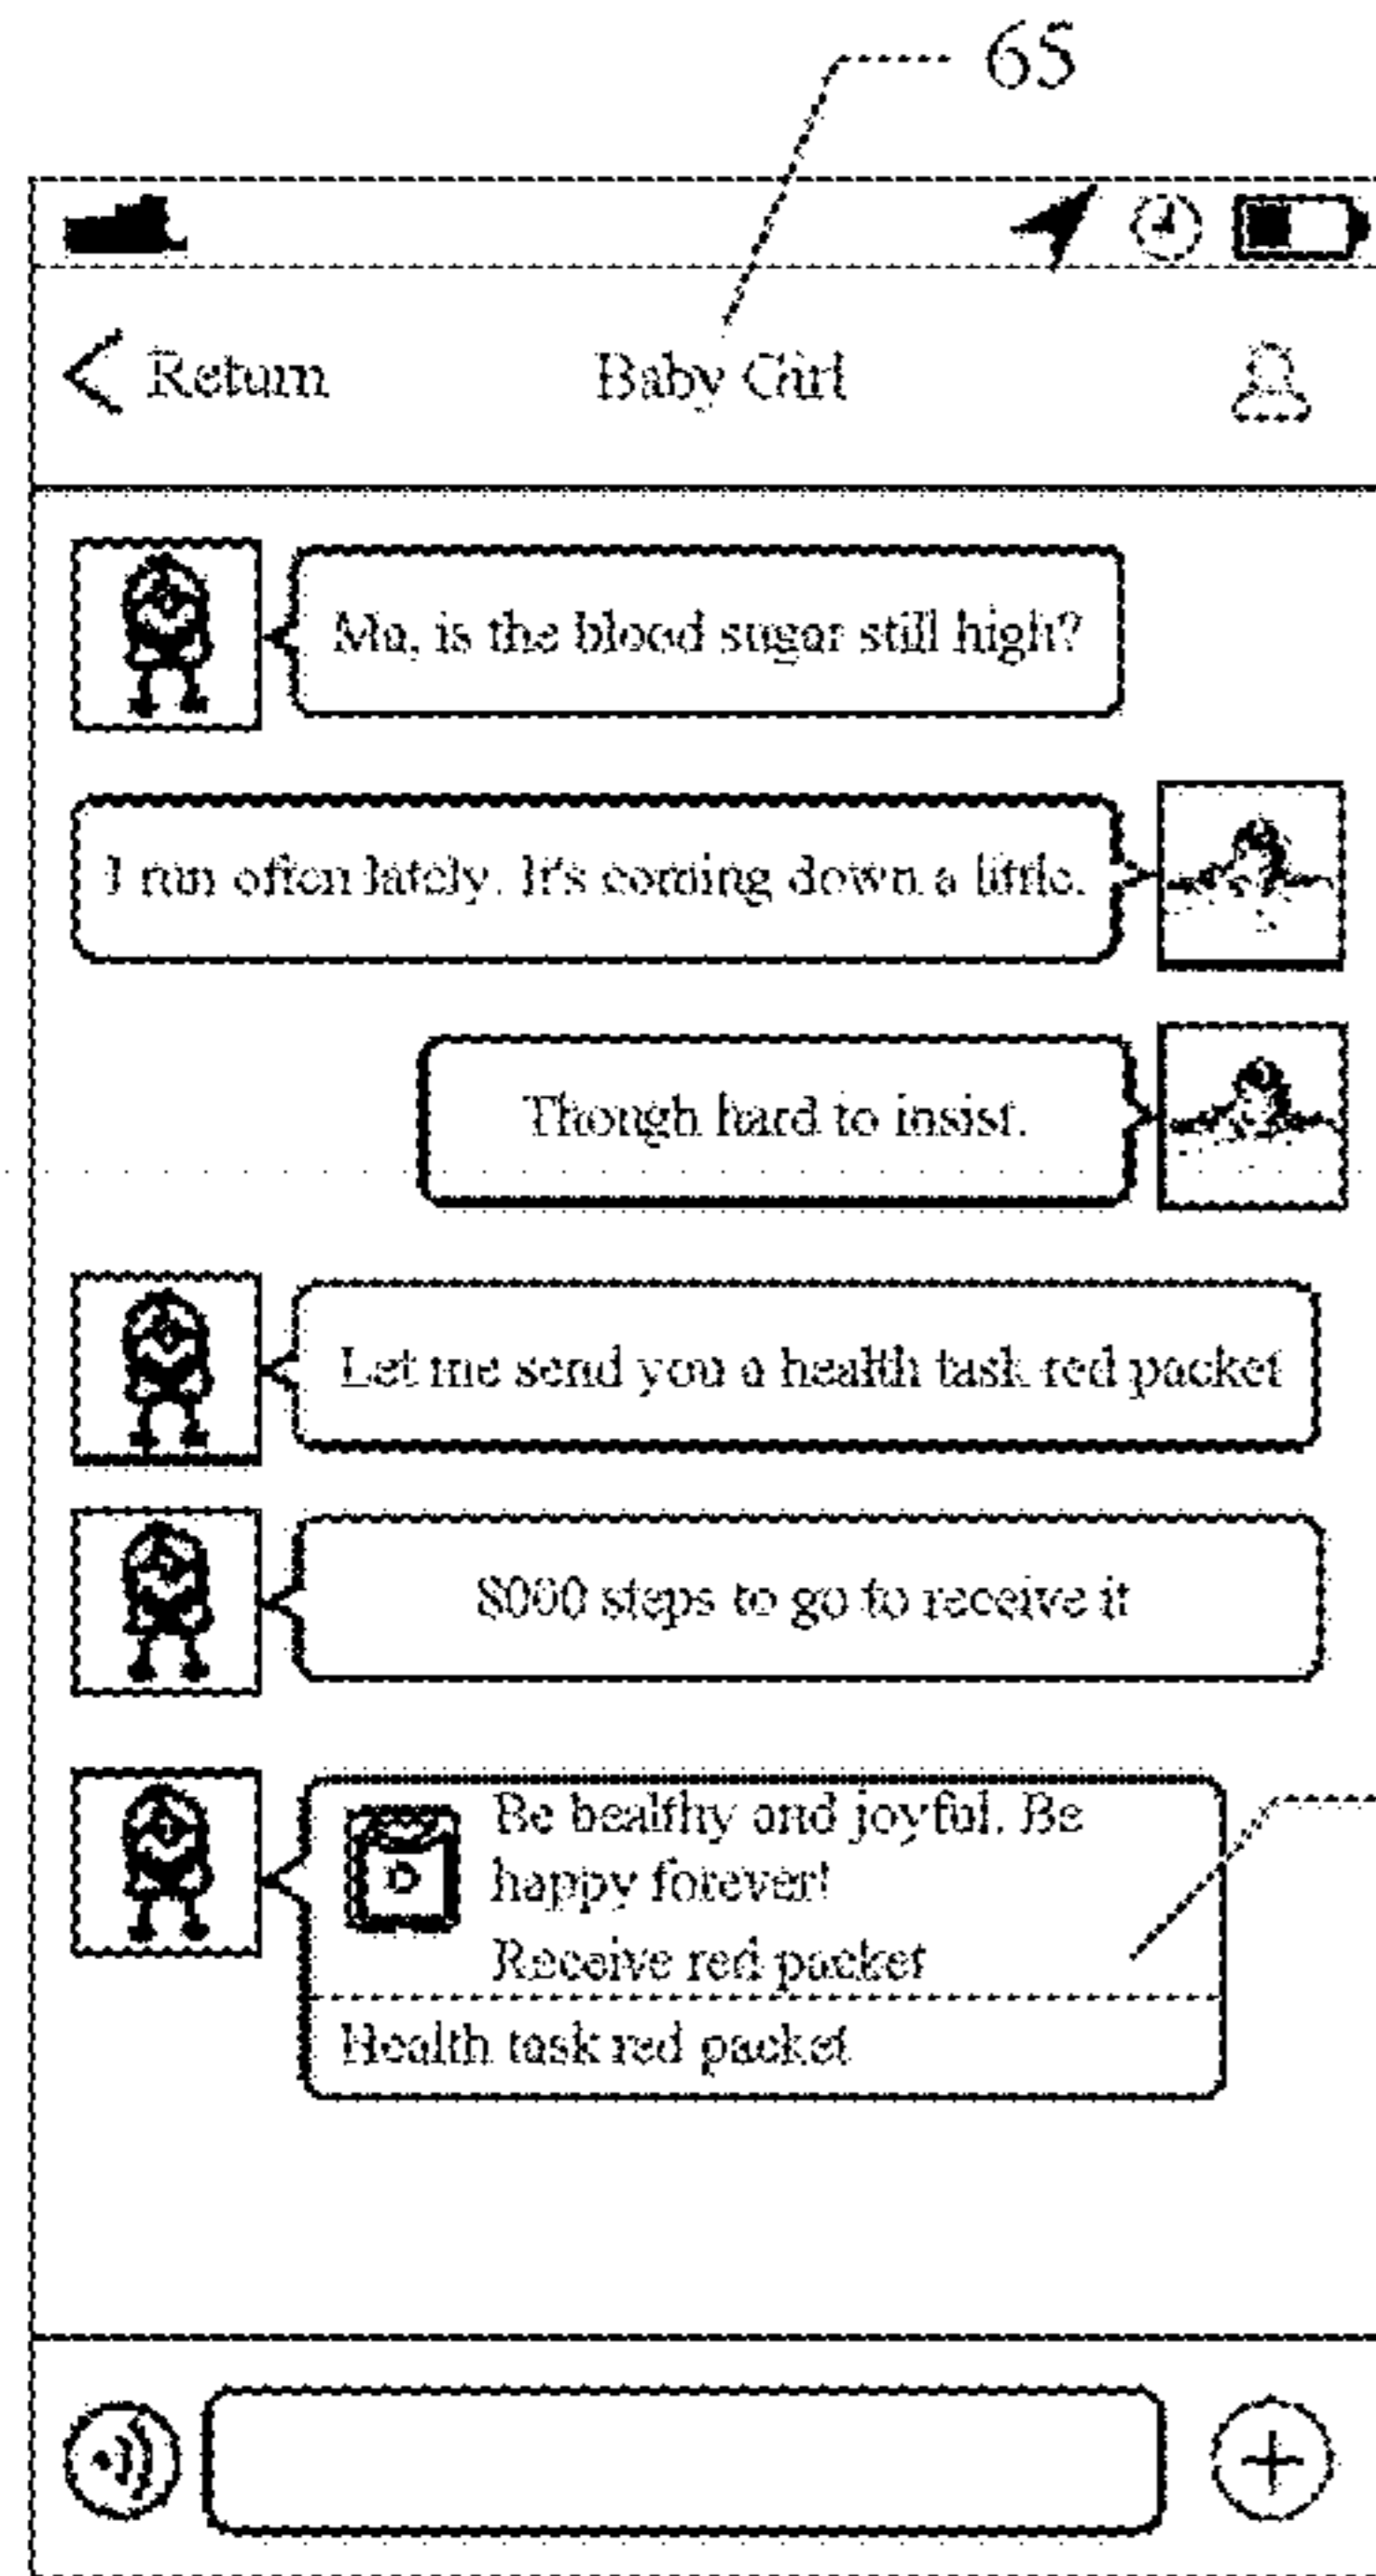 65
Return
Baby Girl
Ma, is the blood sugar still high?
I run often lately. It's coming down a little.
Though hard to insist.
Let me send you a health task red packet
8000 steps to go to receive it
Be healthy and joyful. Be
happy forever!
Receive red packet
Health task red packet